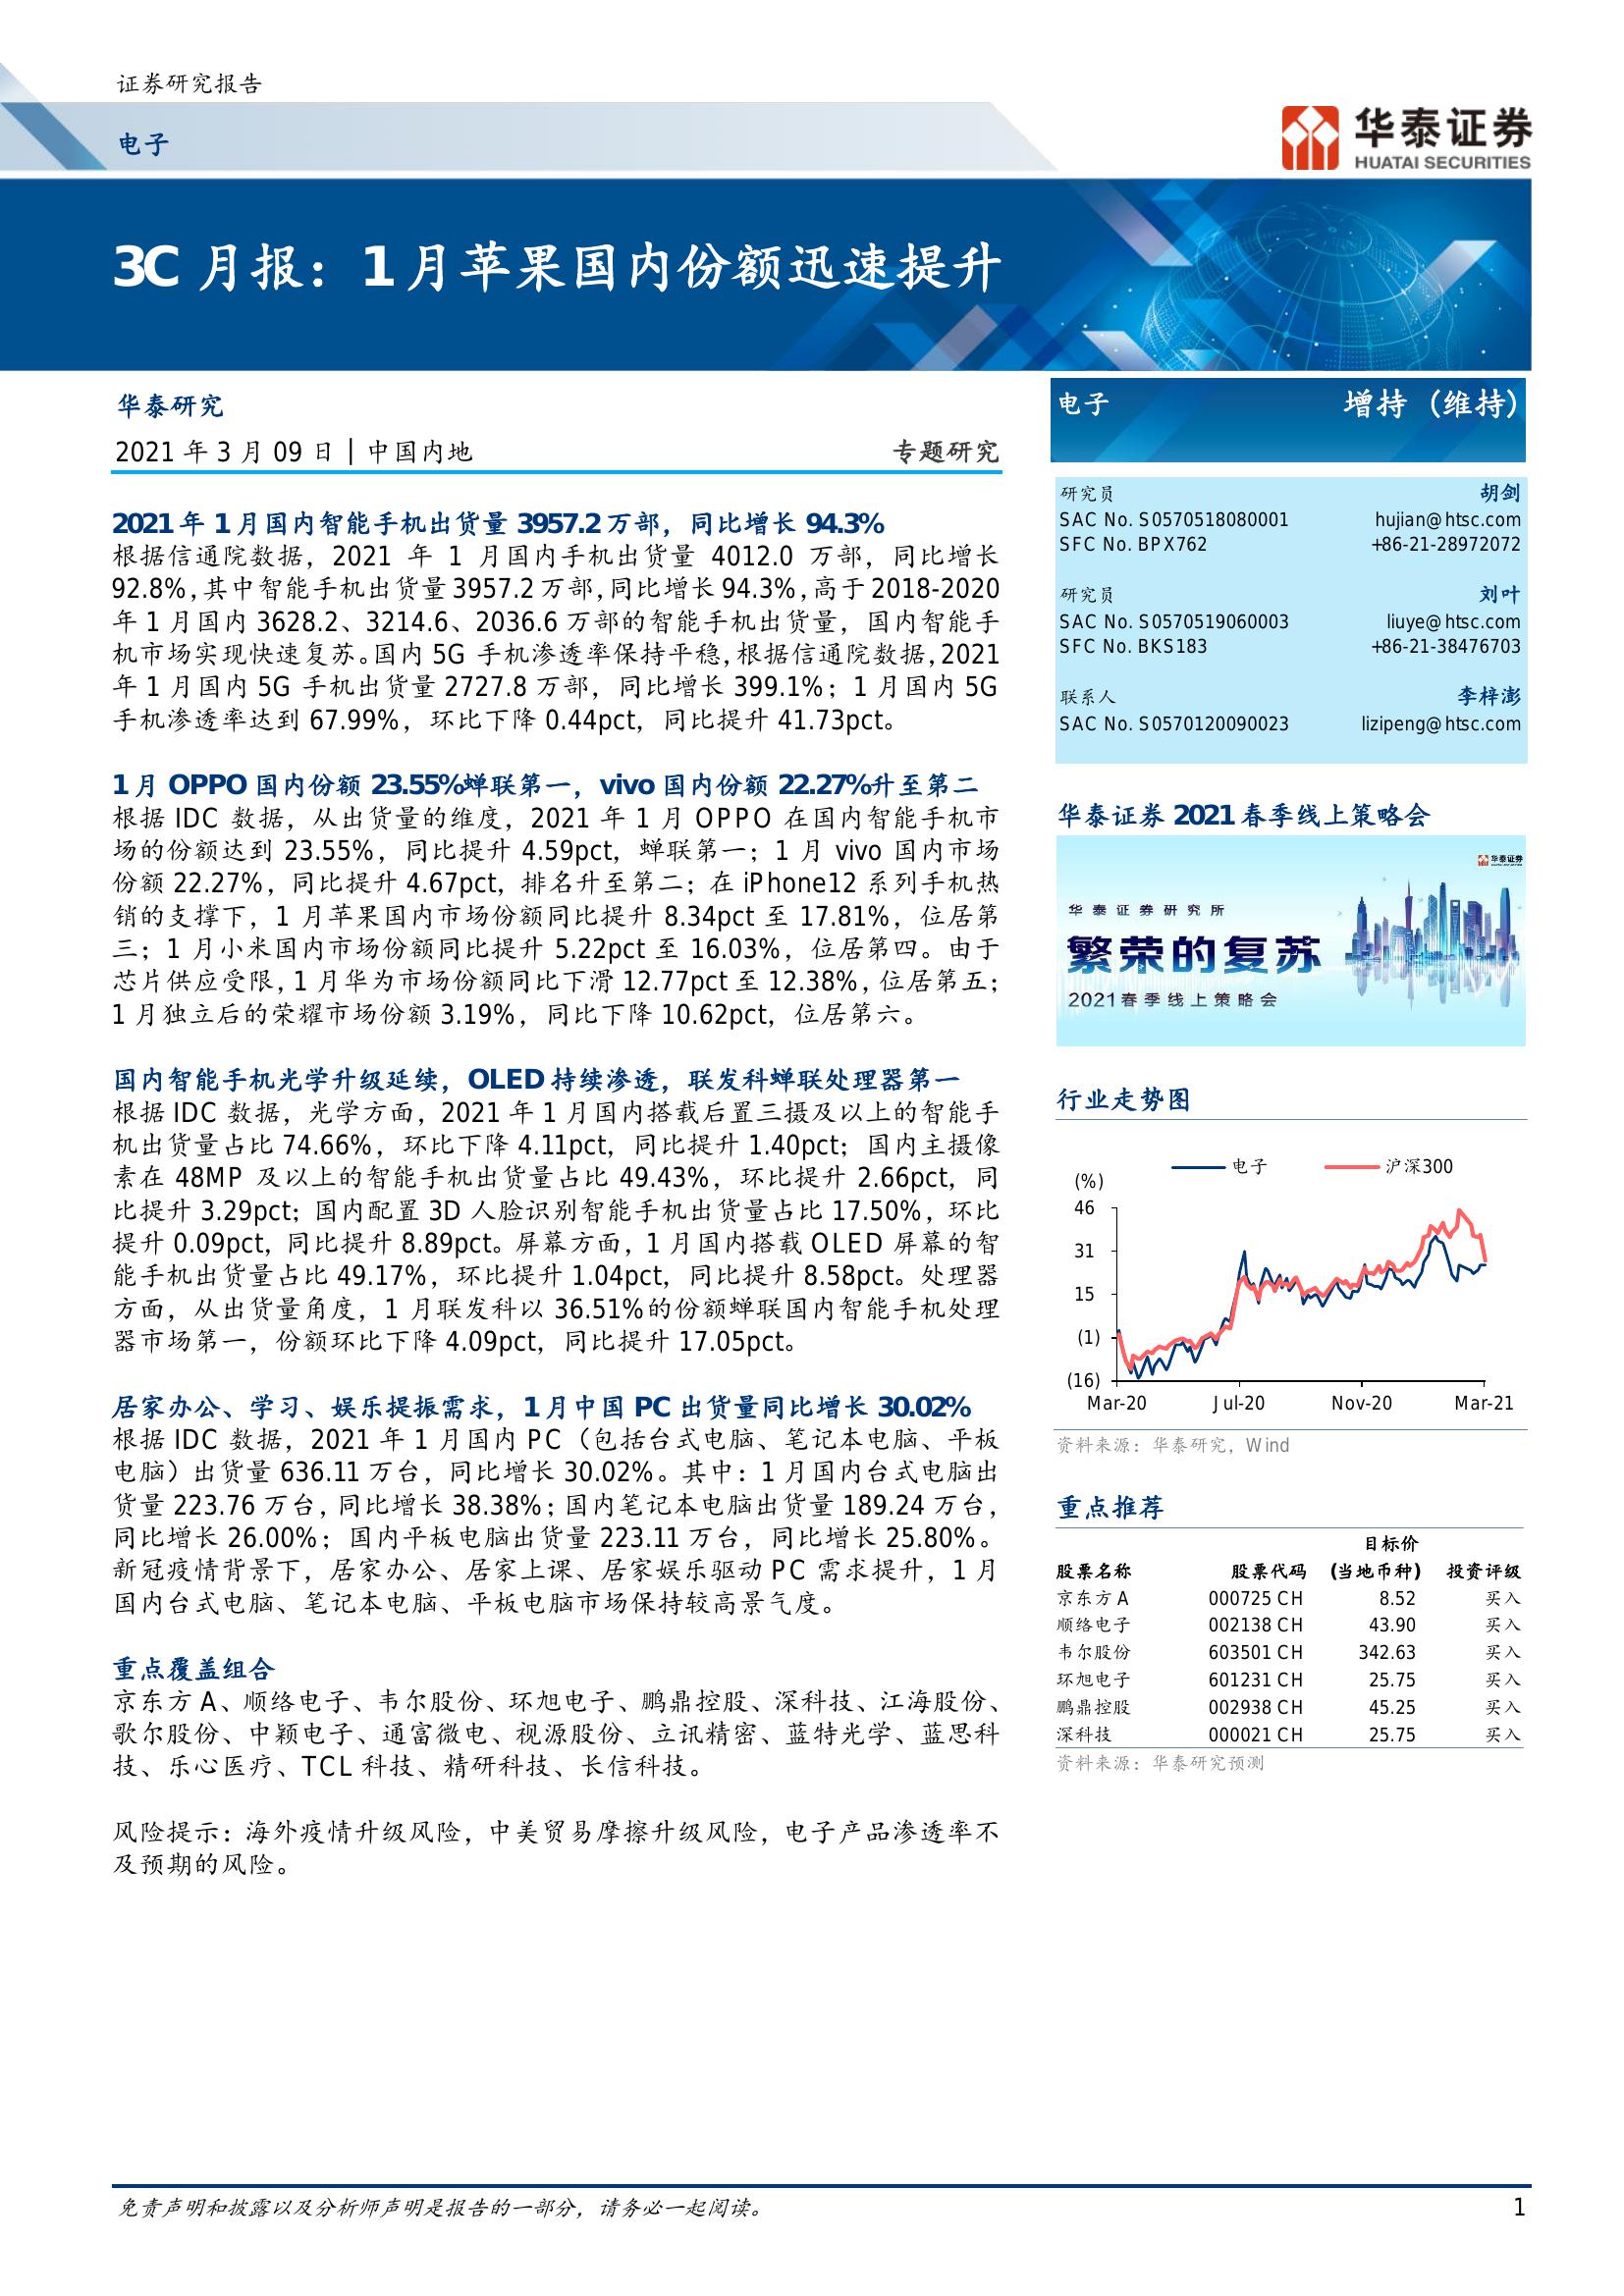 证券研究报告
电子
华泰证券
HUATAI SECURITIES
3C 月报：1 月苹果国内份额迅速提升
华泰研究
2021 年 3 月 09 日│中国内地
专题研究
2021 年 1 月国内智能手机出货量 3957.2 万部，同比增长 94.3%
根据信通院数据，2021 年 1 月国内手机出货量 4012.0 万部，同比增长
92.8%，其中智能手机出货量 3957.2 万部，同比增长 94.3%，高于 2018-2020
年 1 月国内 3628.2、3214.6、2036.6 万部的智能手机出货量，国内智能手
机市场实现快速复苏。国内 5G 手机渗透率保持平稳，根据信通院数据，2021
年 1 月国内 5G 手机出货量 2727.8 万部，同比增长 399.1%；1 月国内 5G
手机渗透率达到 67.99%，环比下降 0.44pct，同比提升 41.73pct。
1 月 OPPO 国内份额 23.55%蝉联第一，vivo 国内份额 22.27%升至第二
根据 IDC 数据，从出货量的维度，2021 年 1 月 OPPO 在国内智能手机市
场的份额达到 23.55%，同比提升 4.59pct，蝉联第一；1 月 vivo 国内市场
份额 22.27%，同比提升 4.67pct，排名升至第二；在 iPhone12 系列手机热
销的支撑下，1 月苹果国内市场份额同比提升 8.34pct 至 17.81%，位居第
三；1 月小米国内市场份额同比提升 5.22pct 至 16.03%，位居第四。由于
芯片供应受限，1 月华为市场份额同比下滑 12.77pct 至 12.38%，位居第五；
1 月独立后的荣耀市场份额 3.19%，同比下降 10.62pct，位居第六。
国内智能手机光学升级延续，OLED 持续渗透，联发科蝉联处理器第一
根据 IDC 数据，光学方面，2021 年 1 月国内搭载后置三摄及以上的智能手
机出货量占比 74.66%，环比下降 4.11pct，同比提升 1.40pct；国内主摄像
素在 48MP 及以上的智能手机出货量占比 49.43%，环比提升 2.66pct，同
比提升 3.29pct；国内配置 3D 人脸识别智能手机出货量占比 17.50%，环比
提升 0.09pct，同比提升 8.89pct。屏幕方面，1 月国内搭载 OLED 屏幕的智
能手机出货量占比 49.17%，环比提升 1.04pct，同比提升 8.58pct。处理器
方面，从出货量角度，1 月联发科以 36.51%的份额蝉联国内智能手机处理
器市场第一，份额环比下降 4.09pct，同比提升 17.05pct。
居家办公、学习、娱乐提振需求，1 月中国 PC 出货量同比增长 30.02%
根据 IDC 数据，2021 年 1 月国内 PC（包括台式电脑、笔记本电脑、平板
电脑）出货量 636.11 万台，同比增长 30.02%。其中：1 月国内台式电脑出
货量 223.76 万台，同比增长 38.38%；国内笔记本电脑出货量 189.24 万台，
同比增长 26.00%；国内平板电脑出货量 223.11 万台，同比增长 25.80%。
新冠疫情背景下，居家办公、居家上课、居家娱乐驱动 PC 需求提升，1 月
国内台式电脑、笔记本电脑、平板电脑市场保持较高景气度。
重点覆盖组合
京东方 A、顺络电子、韦尔股份、环旭电子、鹏鼎控股、深科技、江海股份、
歌尔股份、中颖电子、通富微电、视源股份、立讯精密、蓝特光学、蓝思科
技、乐心医疗、TCL 科技、精研科技、长信科技。
风险提示：海外疫情升级风险，中美贸易摩擦升级风险，电子产品渗透率不
及预期的风险。
电子 增持 (维持)
研究员 胡剑
SAC No. S0570518080001 hujian@htsc.com
SFC No. BPX762 +86-21-28972072
研究员 刘叶
SAC No. S0570519060003 liuye@htsc.com
SFC No. BKS183 +86-21-38476703
联系人 李梓澎
SAC No. S0570120090023 lizipeng@htsc.com
华泰证券 2021 春季线上策略会
华泰证券
华泰证券研究所
繁荣的复苏
2021春季线上策略会
行业走势图
电子 沪深300
(%)
46
31
15
(1)
(16)
Mar-20 Jul-20 Nov-20 Mar-21
资料来源：华泰研究，Wind
重点推荐
目标价
股票名称 股票代码 (当地币种) 投资评级
京东方 A 000725 CH 8.52 买入
顺络电子 002138 CH 43.90 买入
韦尔股份 603501 CH 342.63 买入
环旭电子 601231 CH 25.75 买入
鹏鼎控股 002938 CH 45.25 买入
深科技 000021 CH 25.75 买入
资料来源：华泰研究预测
免责声明和披露以及分析师声明是报告的一部分，请务必一起阅读。
1